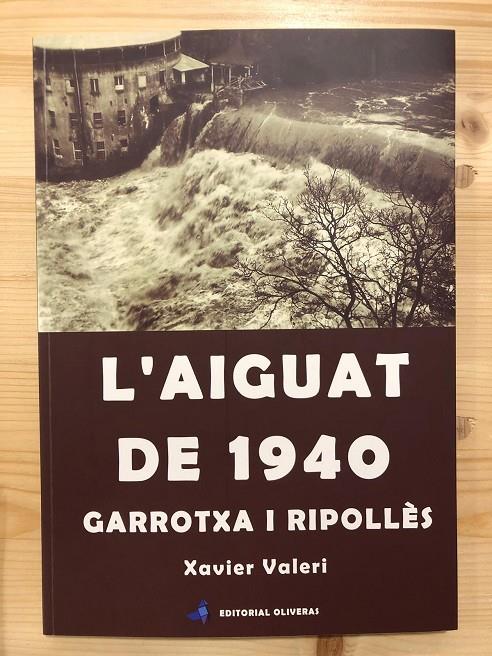 L'AIGUAT
DE 1940
GARROTXA I RIPOLLÈS
Xavier Valeri
EDITORIAL OLIVERAS